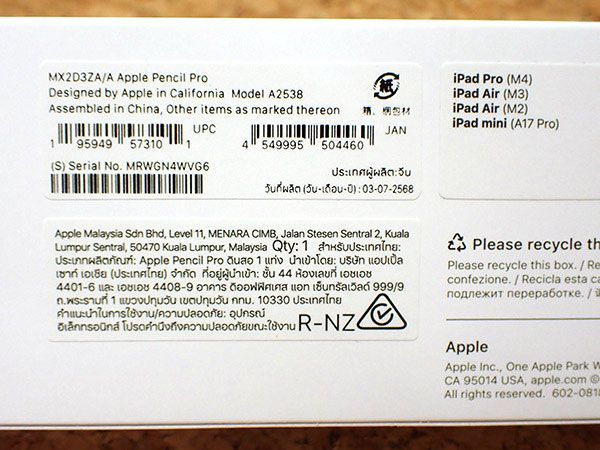 MX2D3ZA/A Apple Pencil Pro
Designed by Apple in California Model A2538
Assembled in China, Other items as marked thereon
紙
箱、梱包材
1 95949 57310 1 UPC
4 549995 504460 JAN
(S) Serial No. MRWGN4WVG6
ประเทศผู้ผลิต:จีน
วันที่ผลิต (วัน-เดือน-ปี) : 03-07-2568
iPad Pro (M4)
iPad Air (M3)
iPad Air (M2)
iPad mini (A17 Pro)
Apple Malaysia Sdn Bhd, Level 11, MENARA CIMB, Jalan Stesen Sentral 2, Kuala
Lumpur Sentral, 50470 Kuala Lumpur, Malaysia Qty: 1 สำหรับประเทศไทย:
ประเภทผลิตภัณฑ์: Apple Pencil Pro ดินสอ 1 แท่ง นำเข้าโดย: บริษัท แอปเปิ้ล
เซาท์ เอเชีย (ประเทศไทย) จำกัด ที่อยู่ผู้นำเข้า: ชั้น 44 ห้องเลขที่ เอชเอช
4401-6 และ เอชเอช 4408-9 อาคาร ดิออฟฟิศเศส แอท เซ็นทรัลเวิลด์ 999/9
ถ.พระรามที่ 1 แขวงปทุมวัน เขตปทุมวัน กทม. 10330 ประเทศไทย
คำแนะนำในการใช้งาน/ความปลอดภัย: อุปกรณ์
อิเล็กทรอนิกส์ โปรดคำนึงถึงความปลอดภัยขณะใช้งาน R-NZ
Please recycle th
Please recycle this box. / Re
confezione. / Recicla esta ca
подлежит переработке. /
Apple
Apple Inc., One Apple Park W
CA 95014 USA, apple.com ©
All rights reserved. 602-0818